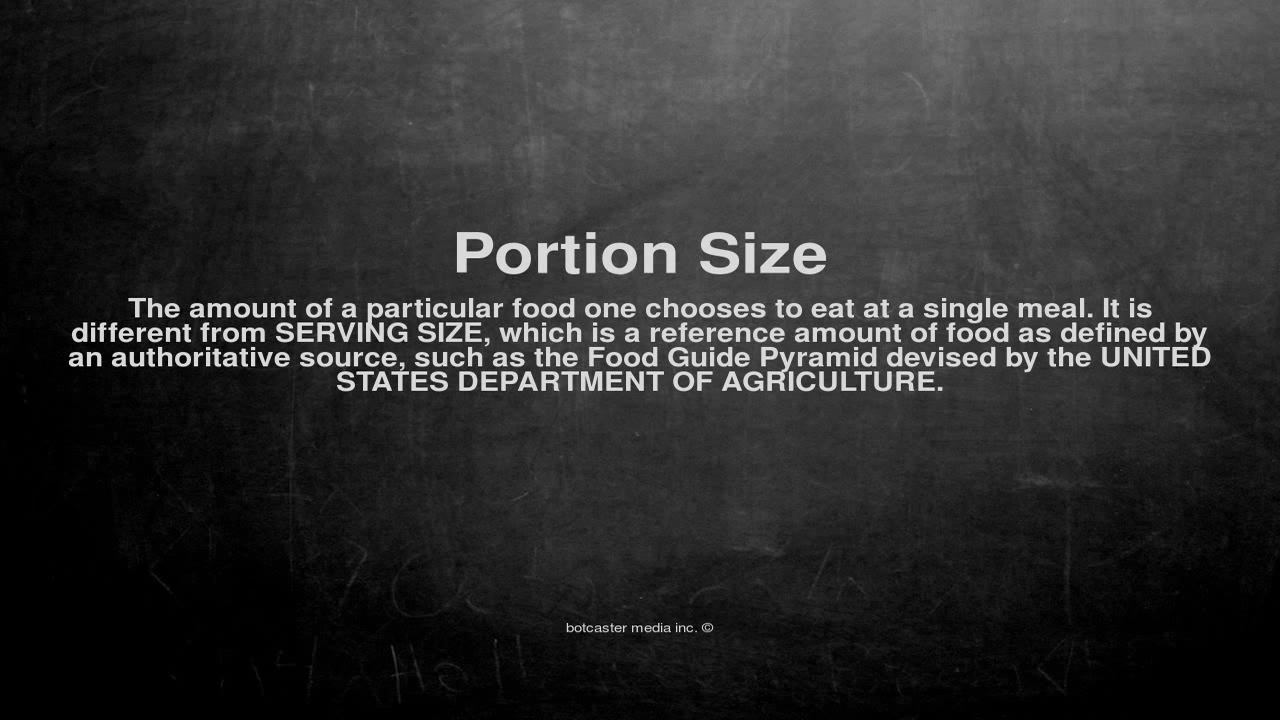 Portion Size
The amount of a particular food one chooses to eat at a single meal. It is
different from SERVING SIZE, which is a reference amount of food as defined by
an authoritative source, such as the Food Guide Pyramid devised by the UNITED
STATES DEPARTMENT OF AGRICULTURE.
botcaster media inc. ©